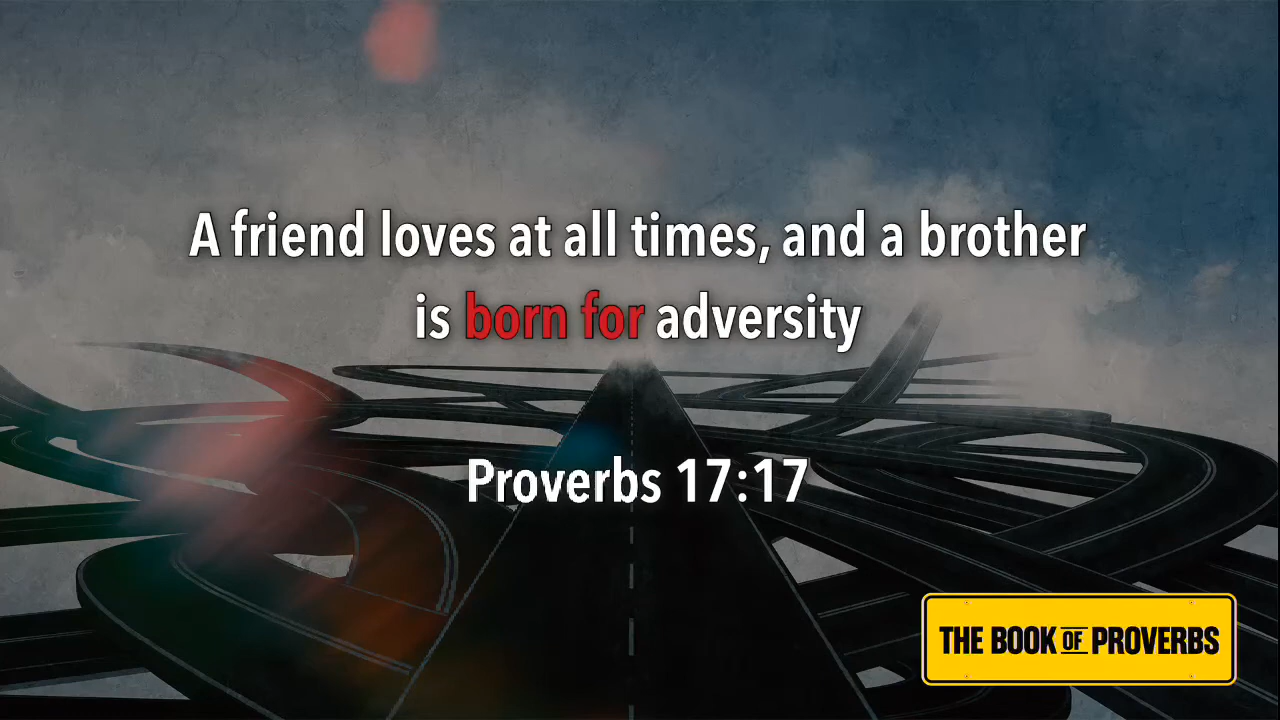 A friend loves at all times, and a brother
is born for adversity
Proverbs 17:17
THE BOOK OF PROVERBS